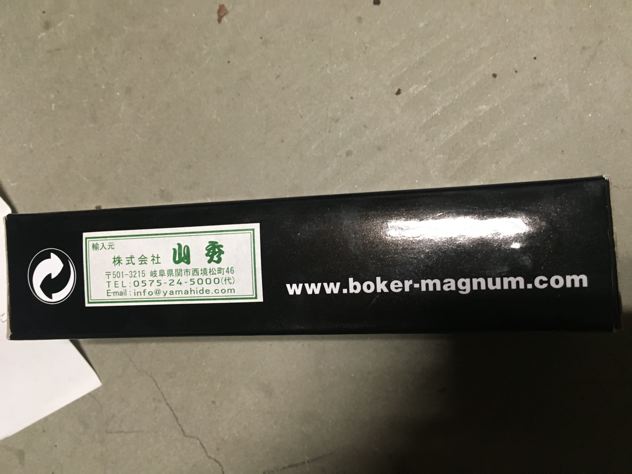 輸入元
株式会社 山秀
〒501-3215 岐阜県関市西境松町46
TEL:0575-24-5000(代)
E-mail:info@yamahide.com
www.boker-magnum.com